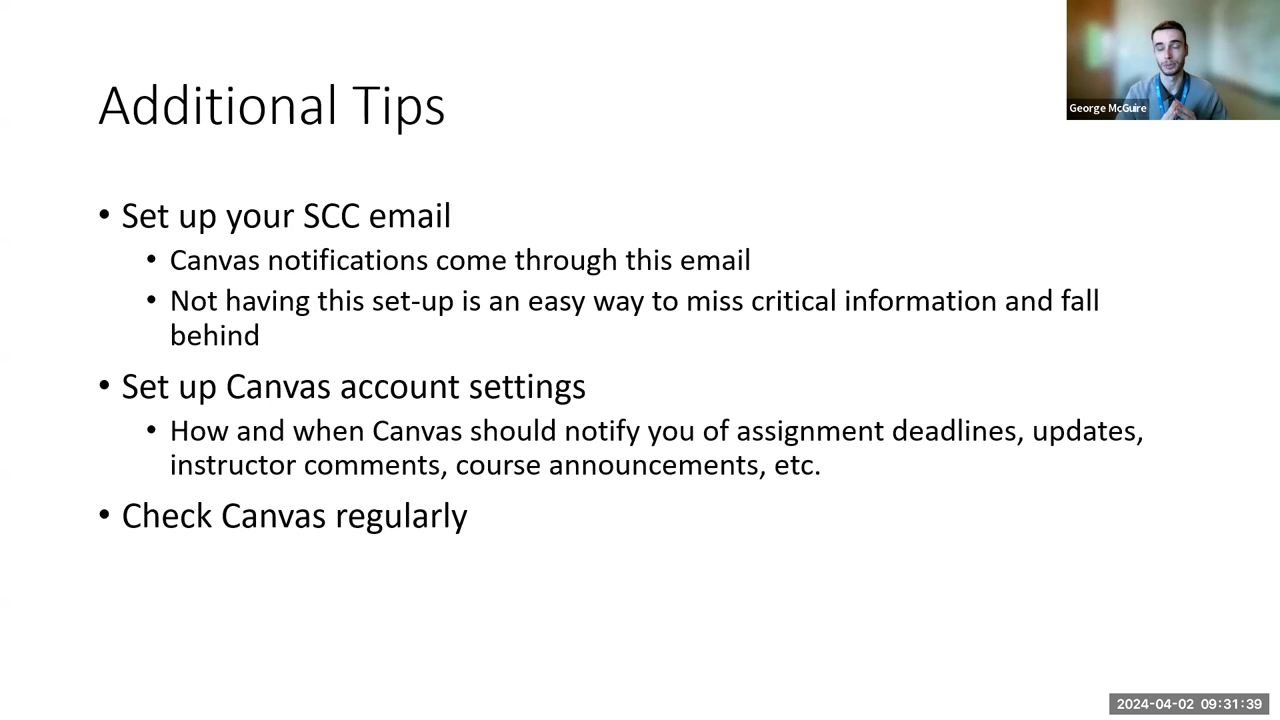 Additional Tips
George McGuire
• Set up your SCC email
• Canvas notifications come through this email
• Not having this set-up is an easy way to miss critical information and fall
behind
• Set up Canvas account settings
• How and when Canvas should notify you of assignment deadlines, updates,
instructor comments, course announcements, etc.
• Check Canvas regularly
2024-04-02 09:31:39